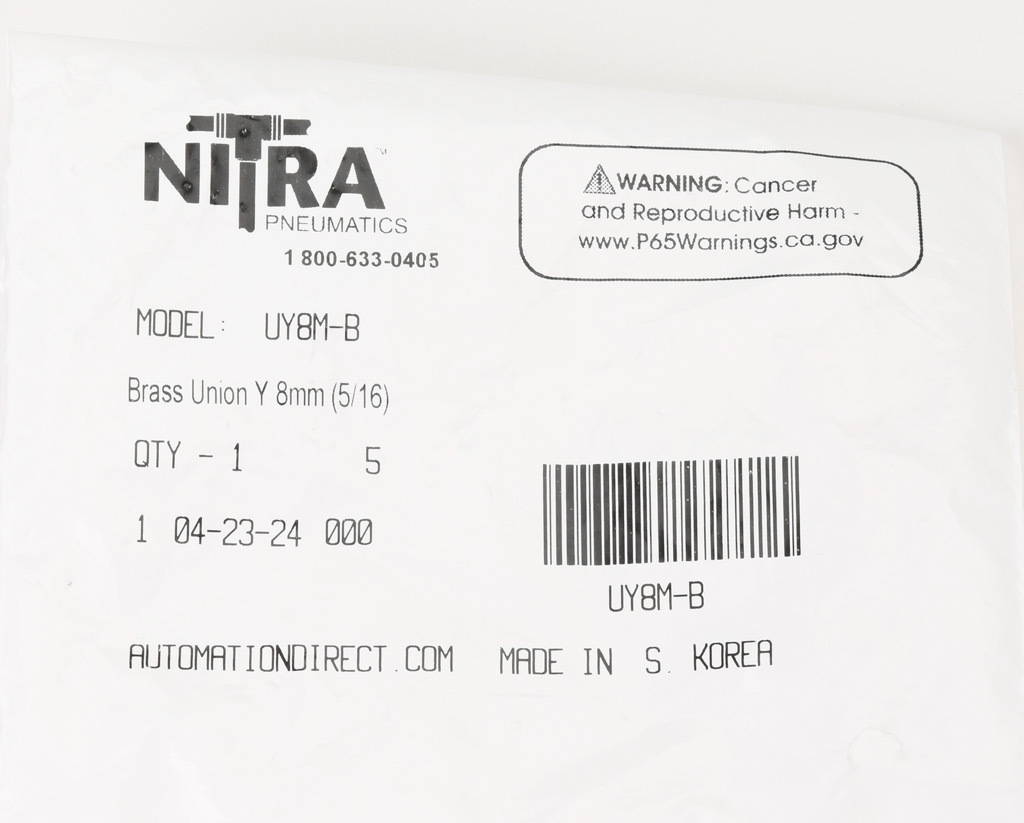 NITRA™
PNEUMATICS
1 800-633-0405
⚠WARNING: Cancer
and Reproductive Harm -
www.P65Warnings.ca.gov
MODEL: UY8M-B
Brass Union Y 8mm (5/16)
QTY - 1 5
1 04-23-24 000
UY8M-B
AUTOMATIONDIRECT.COM MADE IN S. KOREA